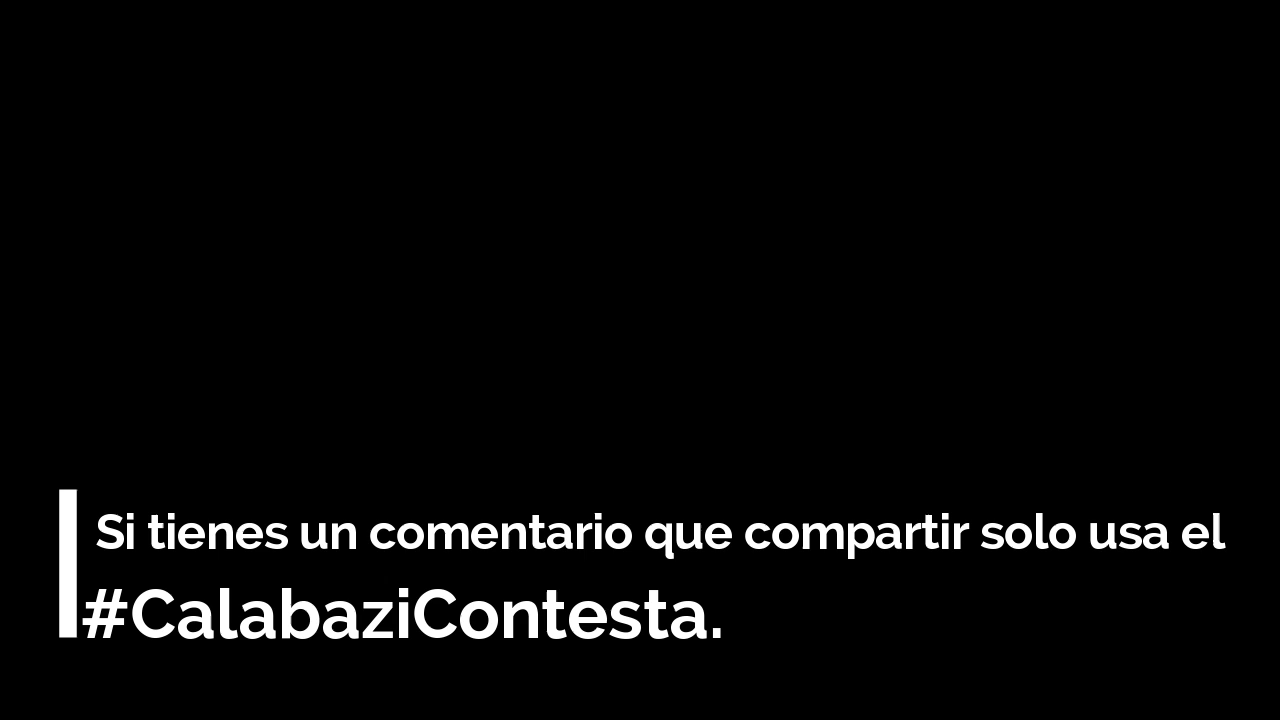 Si tienes un comentario que compartir solo usa el
#CalabaziContesta.